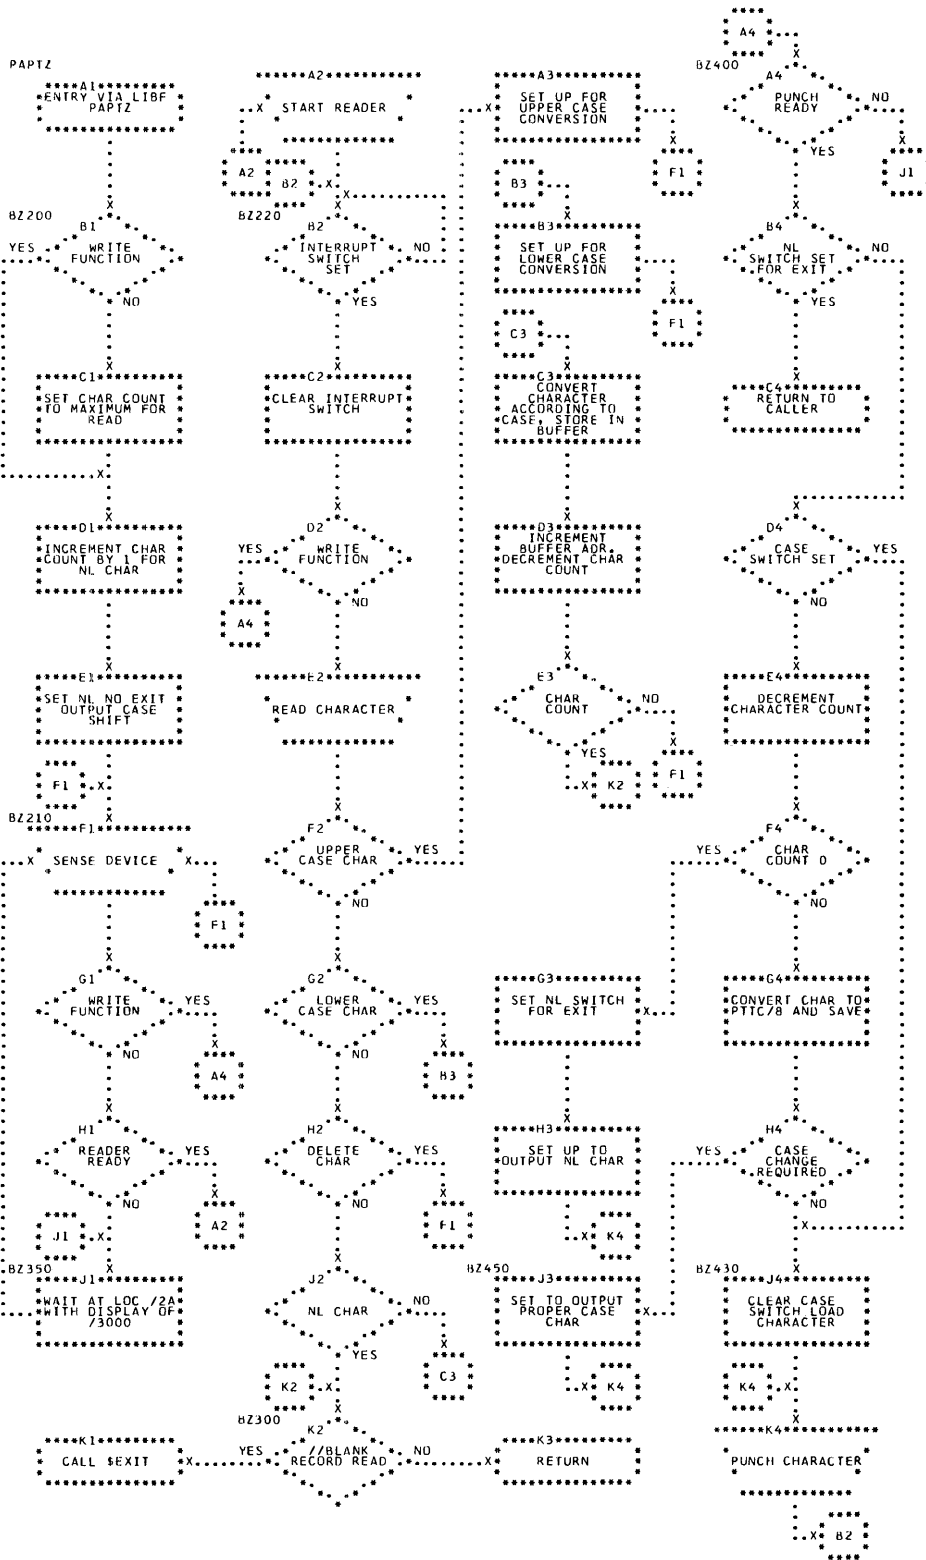 PAPTZ
A1
ENTRY VIA LIBF
PAPTZ
BZ200
B1
YES
WRITE
FUNCTION
NO
C1
SET CHAR COUNT
TO MAXIMUM FOR
READ
D1
INCREMENT CHAR
COUNT BY 1 FOR
NL CHAR
E1
SET NL NO EXIT
OUTPUT CASE
SHIFT
F1
BZ210
F1
SENSE DEVICE
F1
G1
WRITE
FUNCTION
YES
NO
A4
H1
READER
READY
YES
NO
J1
A2
BZ350
J1
WAIT AT LOC /2A
WITH DISPLAY OF
/3000
K1
CALL $EXIT
A2
START READER
A2
B2
BZ220
B2
INTERRUPT
SWITCH
SET
NO
YES
C2
CLEAR INTERRUPT
SWITCH
D2
YES
WRITE
FUNCTION
NO
A4
E2
READ CHARACTER
F2
UPPER
CASE CHAR
YES
NO
G2
LOWER
CASE CHAR
YES
NO
B3
H2
DELETE
CHAR
YES
NO
F1
J2
NL CHAR
NO
YES
C3
K2
BZ300
K2
YES
//BLANK
RECORD READ
NO
A3
SET UP FOR
UPPER CASE
CONVERSION
F1
B3
B3
SET UP FOR
LOWER CASE
CONVERSION
F1
C3
C3
CONVERT
CHARACTER
ACCORDING TO
CASE, STORE IN
BUFFER
D3
INCREMENT
BUFFER ADR.
DECREMENT CHAR
COUNT
E3
CHAR
COUNT
NO
YES
K2
F1
G3
SET NL SWITCH
FOR EXIT
H3
SET UP TO
OUTPUT NL CHAR
K4
BZ450
J3
SET TO OUTPUT
PROPER CASE
CHAR
K4
K3
RETURN
A4
BZ400
A4
PUNCH
READY
NO
YES
J1
B4
NL
SWITCH SET
FOR EXIT
NO
YES
C4
RETURN TO
CALLER
D4
CASE
SWITCH SET
YES
NO
E4
DECREMENT
CHARACTER COUNT
F4
YES
CHAR
COUNT 0
NO
G4
CONVERT CHAR TO
PTTC/8 AND SAVE
H4
YES
CASE
CHANGE
REQUIRED
NO
BZ430
J4
CLEAR CASE
SWITCH LOAD
CHARACTER
K4
K4
PUNCH CHARACTER
B2